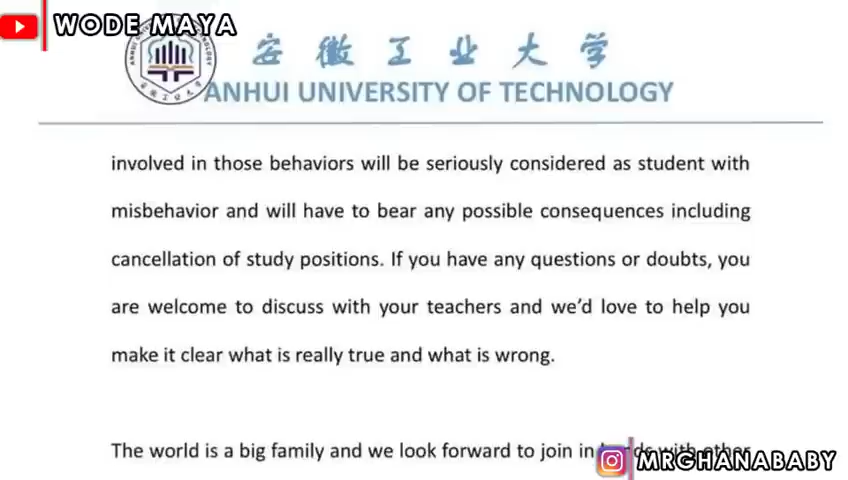 WODE MAYA
安徽工业大学
ANHUI UNIVERSITY OF TECHNOLOGY
involved in those behaviors will be seriously considered as student with
misbehavior and will have to bear any possible consequences including
cancellation of study positions. If you have any questions or doubts, you
are welcome to discuss with your teachers and we'd love to help you
make it clear what is really true and what is wrong.
The world is a big family and we look forward to join in hands with other
MRGHANABABY